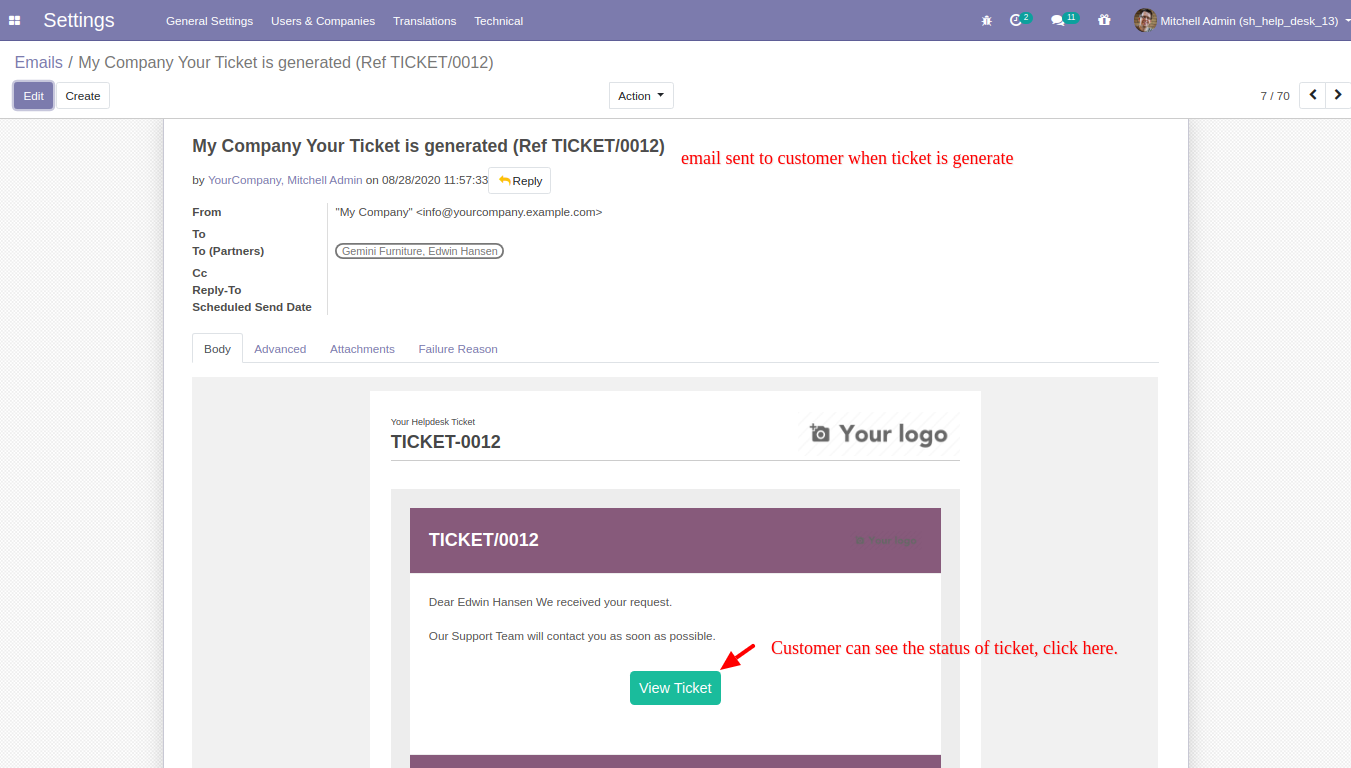 Settings General Settings Users & Companies Translations Technical 2 11 Mitchell Admin (sh_help_desk_13)
Emails / My Company Your Ticket is generated (Ref TICKET/0012)
Edit Create Action 7 / 70
My Company Your Ticket is generated (Ref TICKET/0012)
email sent to customer when ticket is generate
by YourCompany, Mitchell Admin on 08/28/2020 11:57:33 Reply
From "My Company" <info@yourcompany.example.com>
To
To (Partners) Gemini Furniture, Edwin Hansen
Cc
Reply-To
Scheduled Send Date
Body Advanced Attachments Failure Reason
Your Helpdesk Ticket
TICKET-0012 Your logo
TICKET/0012
Dear Edwin Hansen We received your request.
Our Support Team will contact you as soon as possible.
Customer can see the status of ticket, click here.
View Ticket